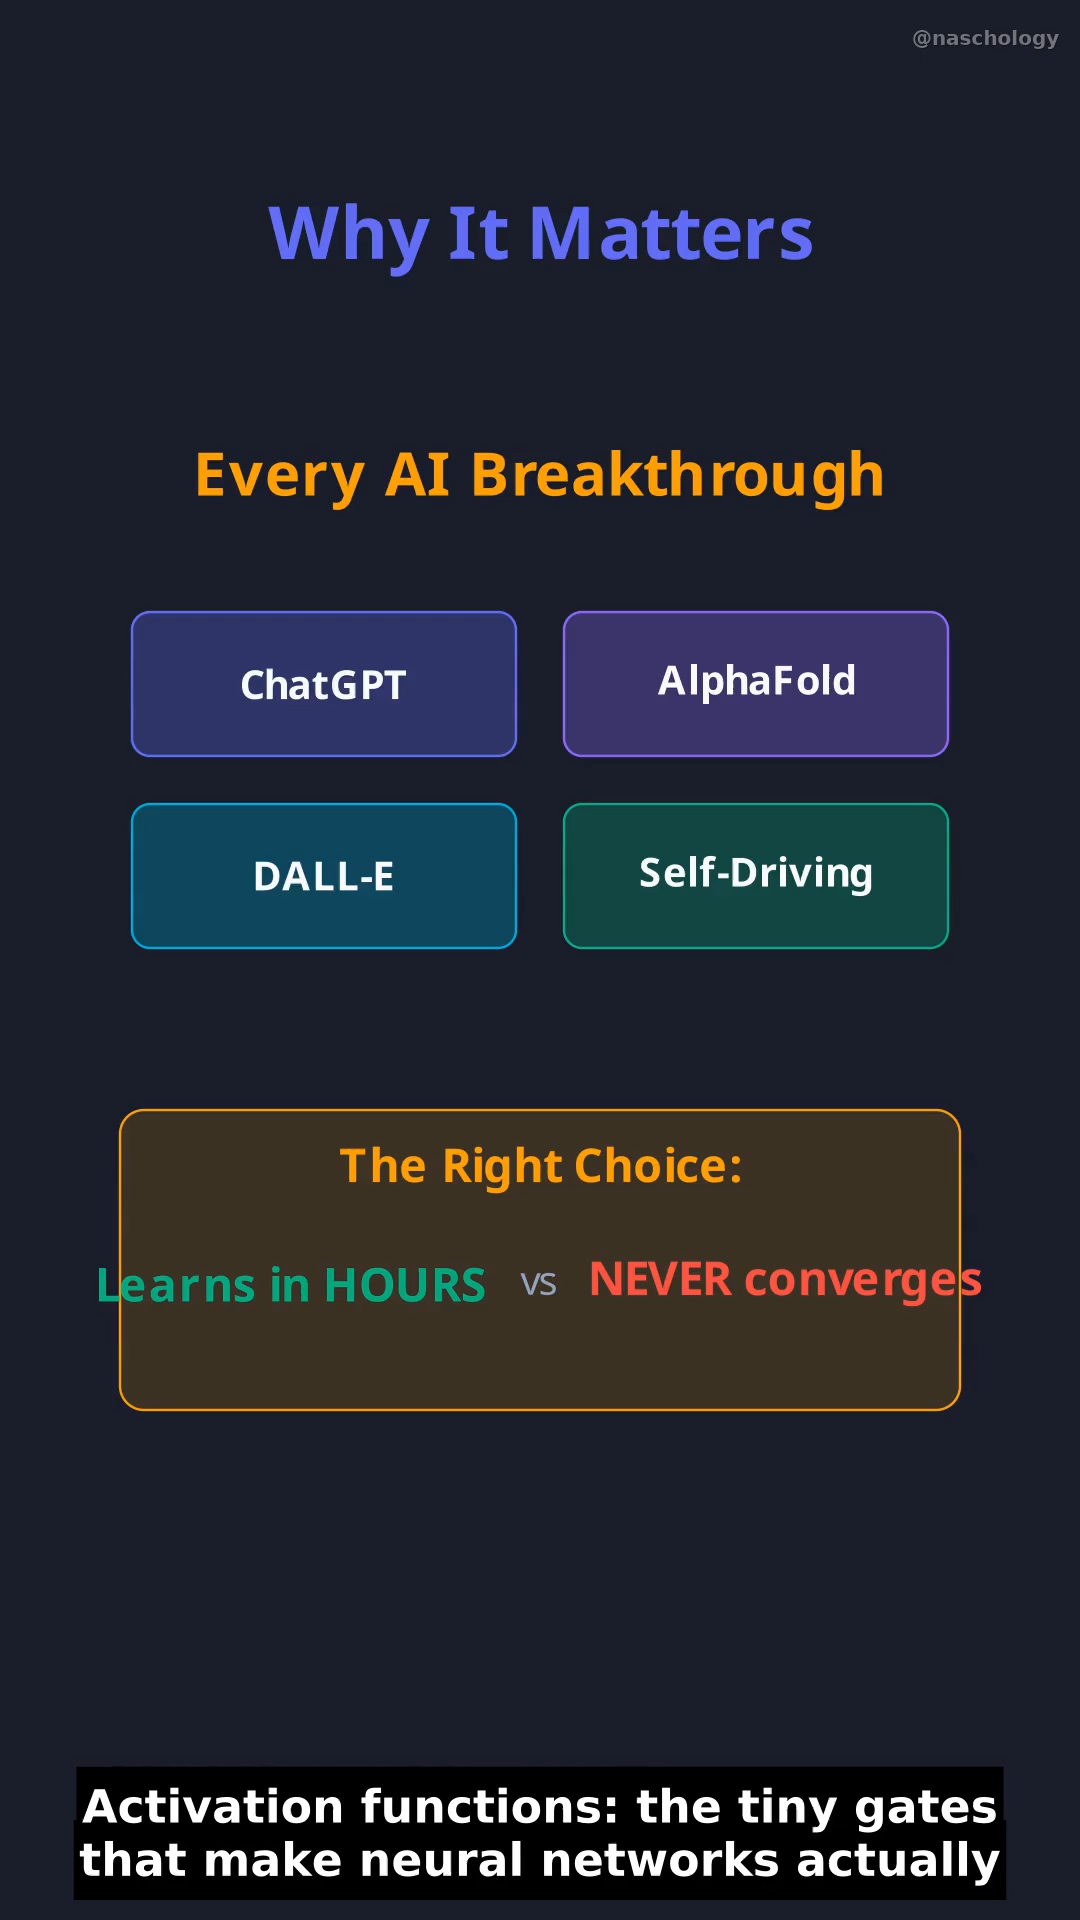 @naschology
Why It Matters
Every AI Breakthrough
ChatGPT
AlphaFold
DALL-E
Self-Driving
The Right Choice:
Learns in HOURS vs NEVER converges
Activation functions: the tiny gates
that make neural networks actually